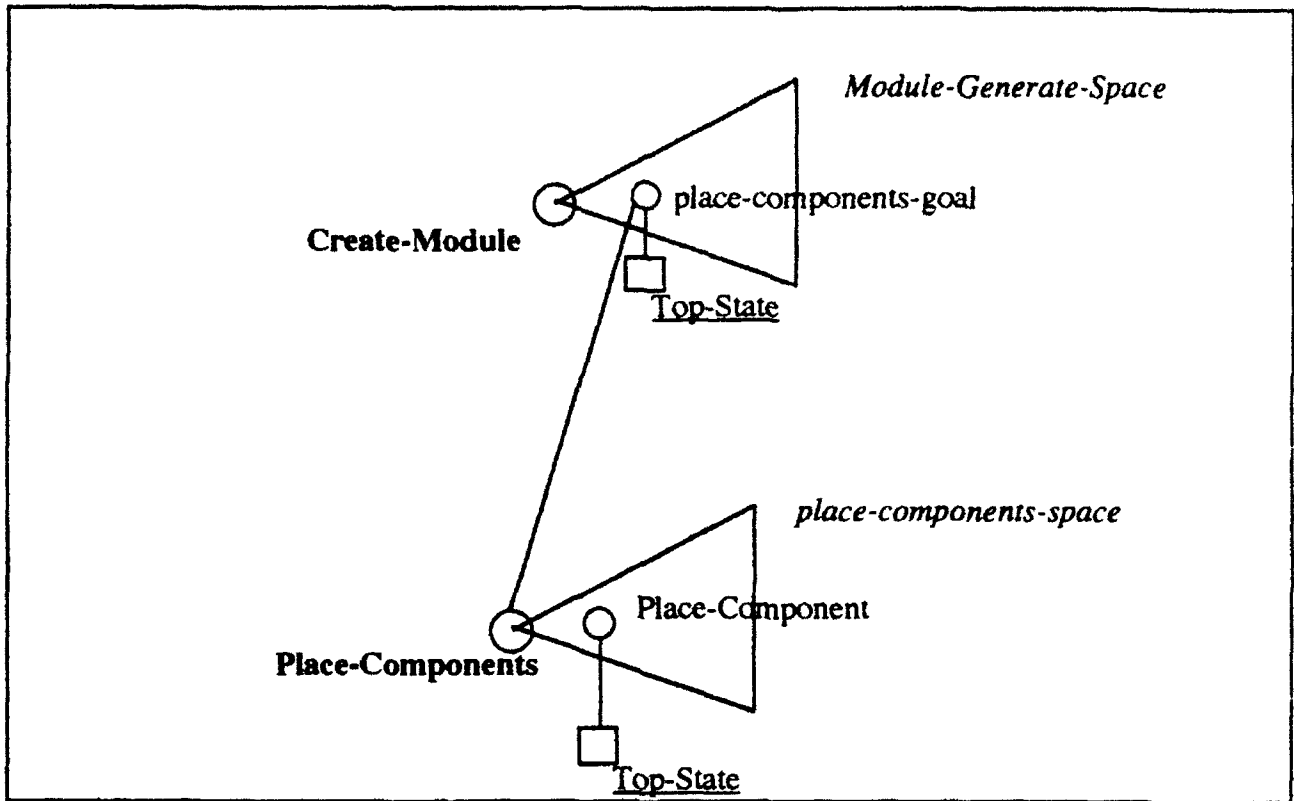 Module-Generate-Space
place-components-goal
Create-Module
Top-State
place-components-space
Place-Component
Place-Components
Top-State